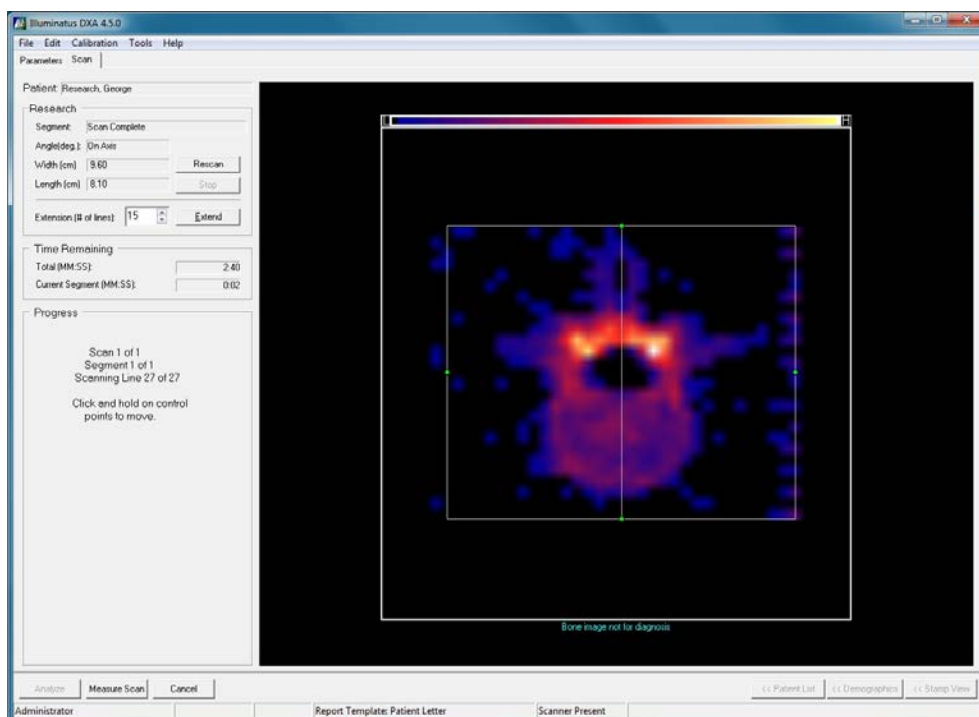 Illuminatus DXA 4.5.0
File Edit Calibration Tools Help
Parameters Scan
Patient: Research, George
Research
Segment: Scan Complete
Angle(deg.): On Axis
Width (cm) 9.60 Rescan
Length (cm) 8.10 Stop
Extension (# of lines): 15 Extend
Time Remaining
Total (MM:SS): 2:40
Current Segment (MM:SS): 0:02
Progress
Scan 1 of 1
Segment 1 of 1
Scanning Line 27 of 27
Click and hold on control
points to move.
L H
Bone image not for diagnosis
Analyze Measure Scan Cancel << Patient List << Demographics << Stamp View
Administrator Report Template: Patient Letter Scanner Present